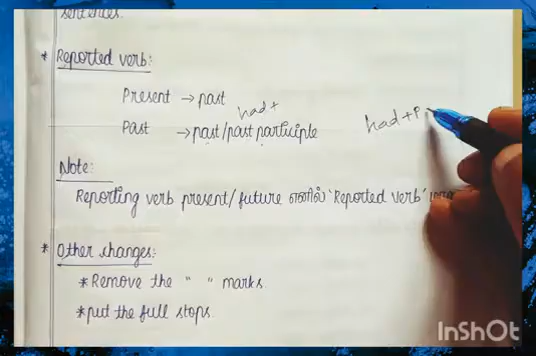 sentences.
* Reported verb:
Present → past
had +
Past → past/past participle
had + P
Note:
Reporting verb present/future எனில் 'Reported verb'
* Other changes:
* Remove the " " marks.
* put the full stops.
InShOt